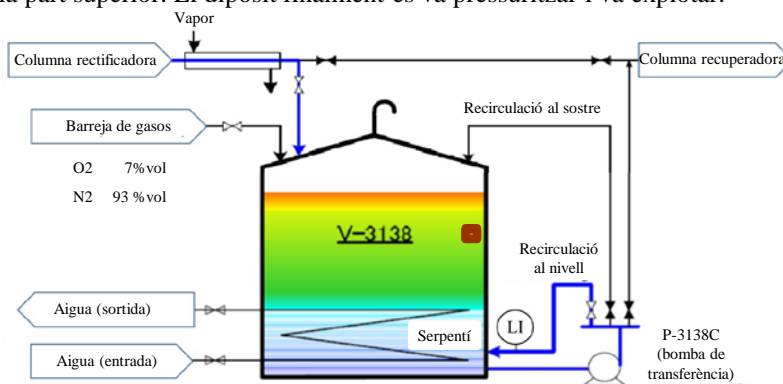 la part superior. El dipòsit finalment es va pressuritzar i va explotar.
Vapor
Columna rectificadora
Columna recuperadora
Barreja de gasos
Recirculació al sostre
O2 7%vol
N2 93 %vol
V-3138
Recirculació
al nivell
Aigua (sortida)
Serpentí
LI
P-3138C
(bomba de
transferència)
Aigua (entrada)